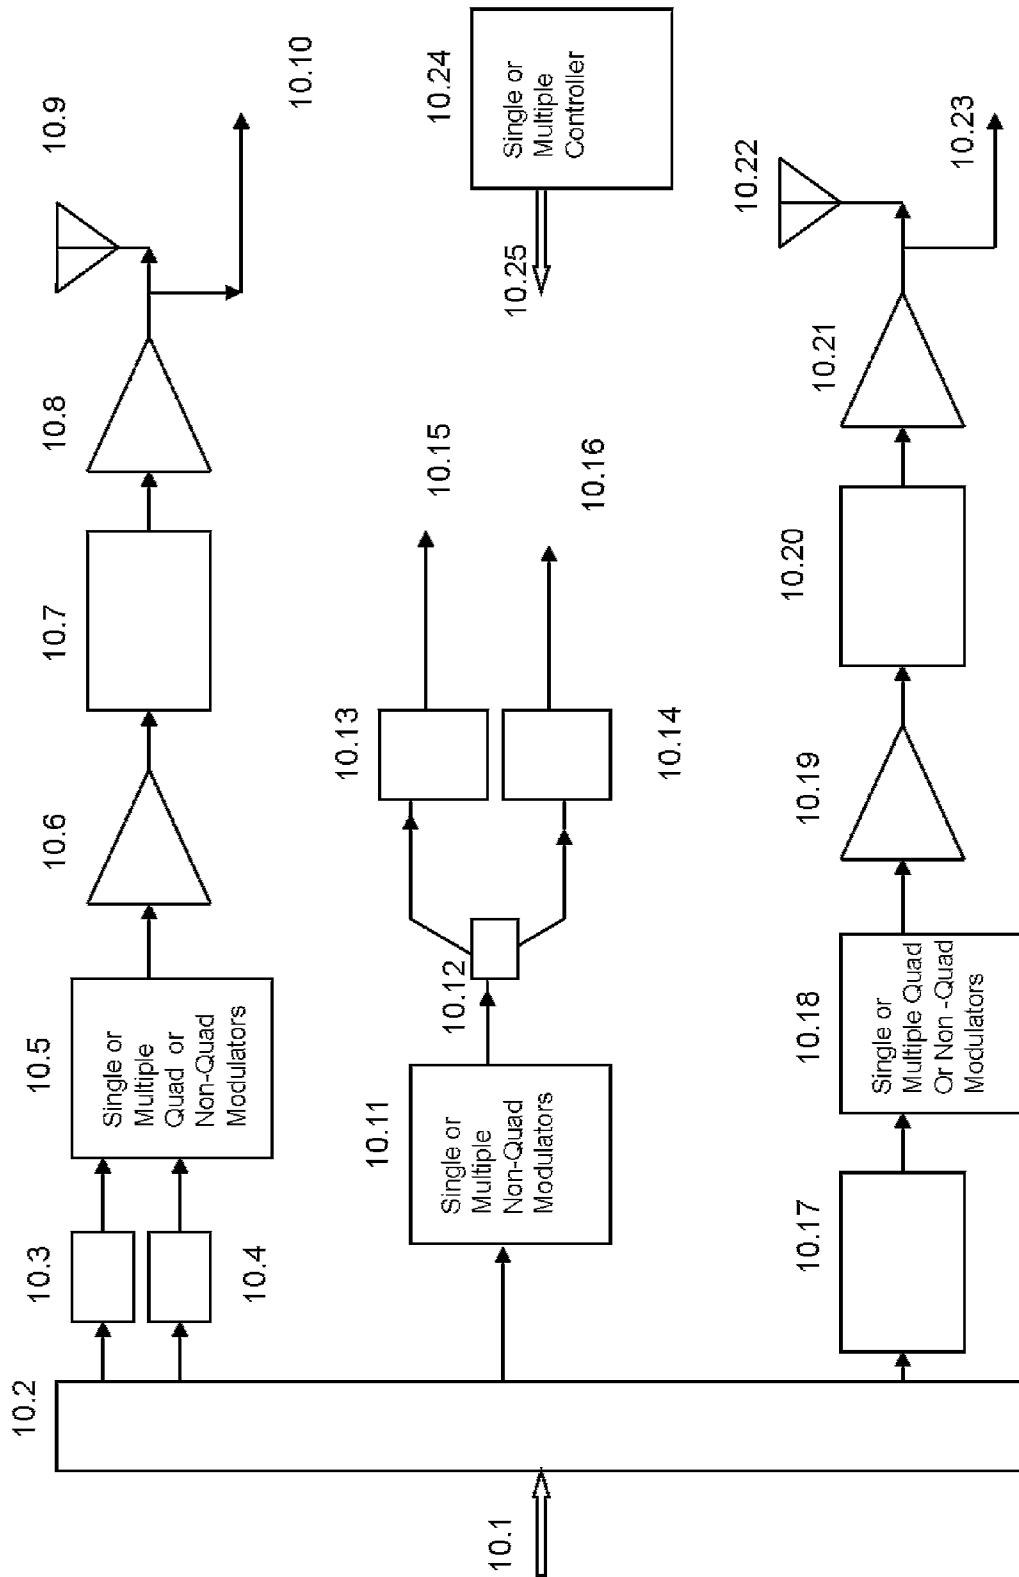 10.1
10.2
10.3
10.4
10.5
Single or
Multiple
Quad or
Non-Quad
Modulators
10.6
10.7
10.8
10.9
10.10
10.11
Single or
Multiple
Non-Quad
Modulators
10.12
10.13
10.14
10.15
10.16
10.17
10.18
Single or
Multiple Quad
Or Non -Quad
Modulators
10.19
10.20
10.21
10.22
10.23
10.24
Single or
Multiple
Controller
10.25